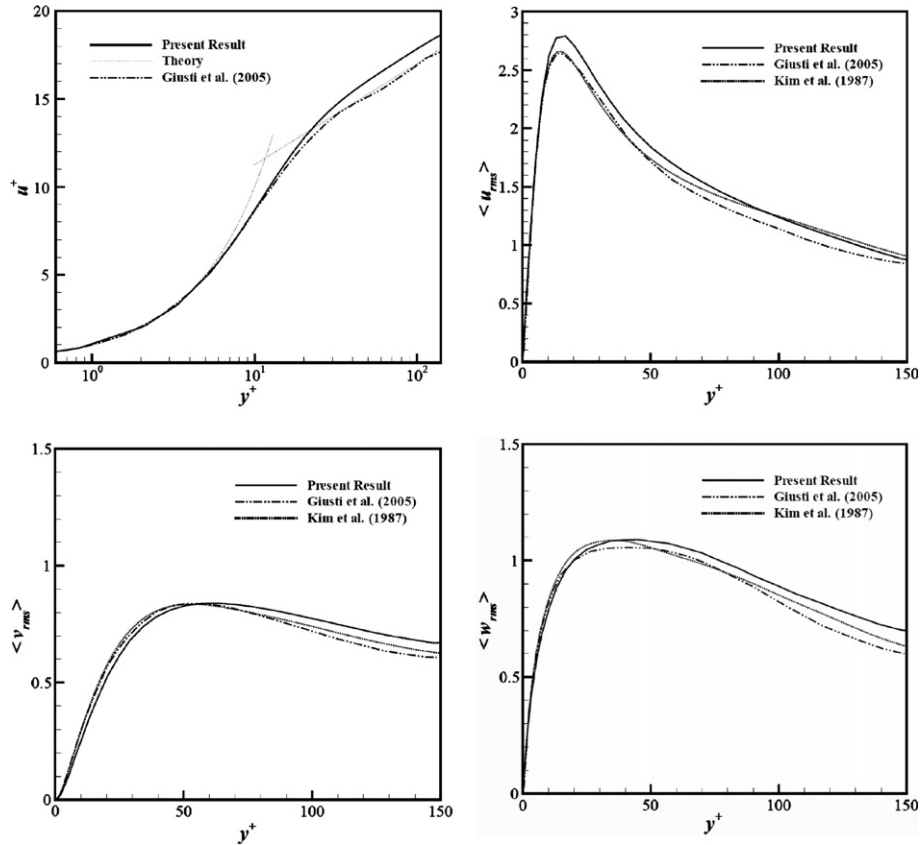 20
15
10
5
0
u+
10^0
10^1
10^2
y+
Present Result
Theory
Giusti et al. (2005)
3
2.5
2
1.5
1
0.5
0
<u_rms>
0
50
100
150
y+
Present Result
Giusti et al. (2005)
Kim et al. (1987)
1.5
1
0.5
0
<v_rms>
0
50
100
150
y+
Present Result
Giusti et al. (2005)
Kim et al. (1987)
1.5
1
0.5
0
<w_rms>
0
50
100
150
y+
Present Result
Giusti et al. (2005)
Kim et al. (1987)